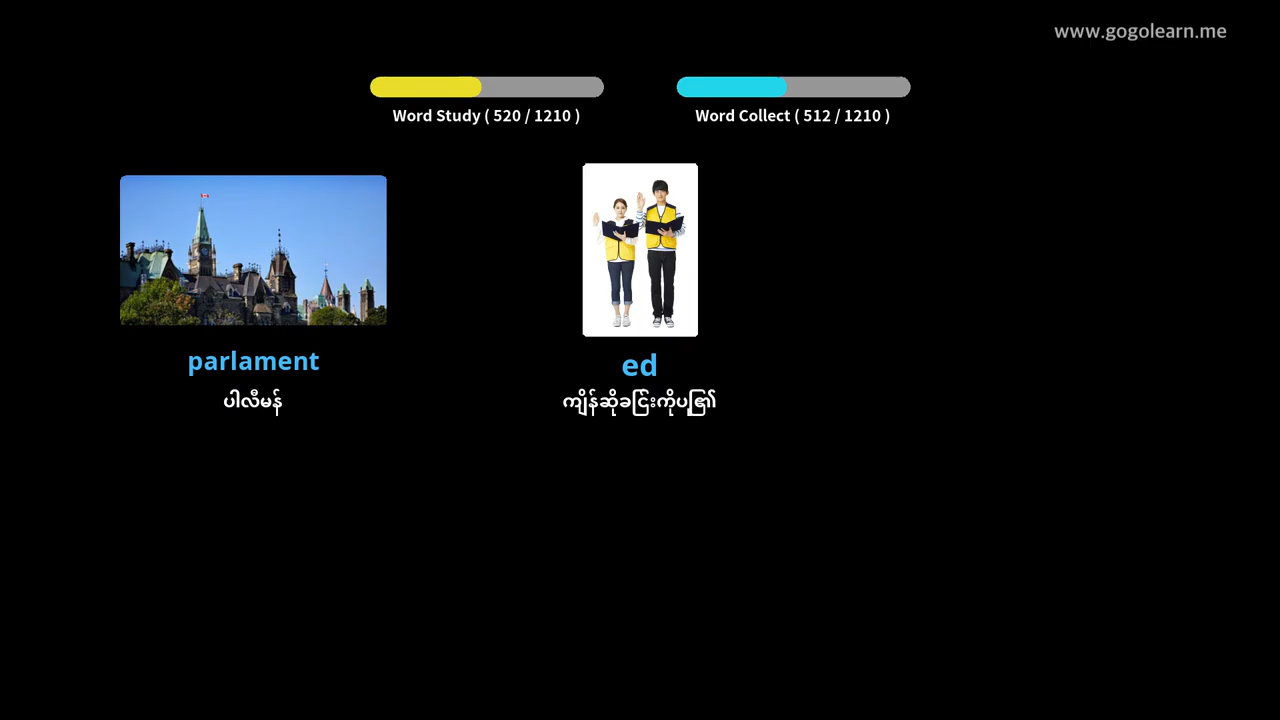 www.gogolearn.me
Word Study ( 520 / 1210 )
Word Collect ( 512 / 1210 )
parlament
ed
ပါလီမန်
ကျိန်ဆိုခြင်းကိုပြု၏